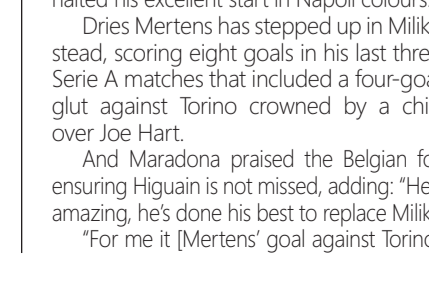 halted his excellent start in Napoli colours.
Dries Mertens has stepped up in Milik
stead, scoring eight goals in his last thre
Serie A matches that included a four-goa
glut against Torino crowned by a chi
over Joe Hart.
And Maradona praised the Belgian fo
ensuring Higuain is not missed, adding: “He
amazing, he’s done his best to replace Milik
“For me it [Mertens’ goal against Torino